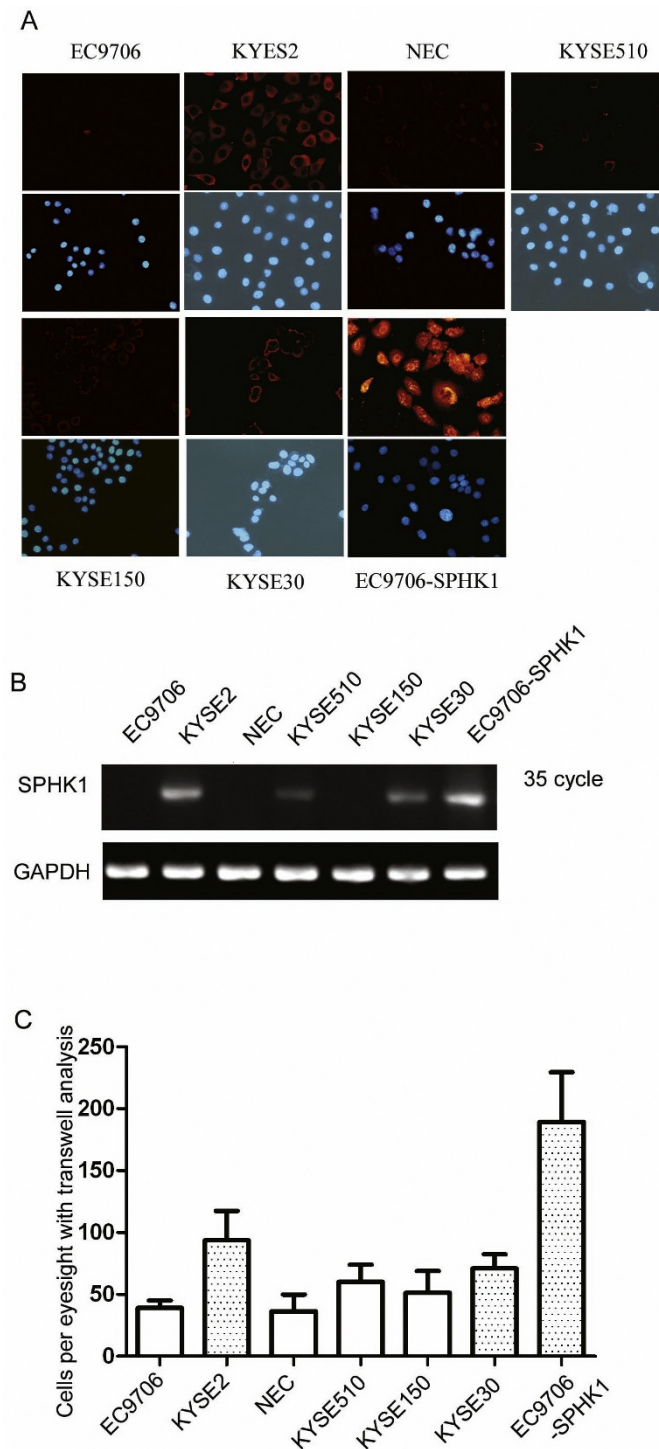 A
EC9706 KYES2 NEC KYSE510
KYSE150 KYSE30 EC9706-SPHK1
B
EC9706 KYSE2 NEC KYSE510 KYSE150 KYSE30 EC9706-SPHK1
SPHK1 35 cycle
GAPDH
C
Cells per eyesight with transwell analysis
250
200
150
100
50
0
EC9706 KYSE2 NEC KYSE510 KYSE150 KYSE30 EC9706
-SPHK1